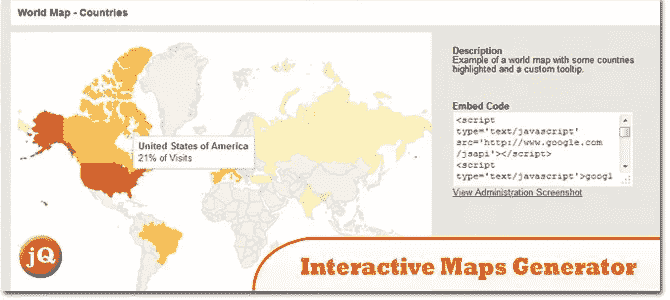 World Map - Countries
Description
Example of a world map with some countries
highlighted and a custom tooltip.
Embed Code
<script
type='text/javascript'
src='http://www.google.com
/jsapi'></script>
<script
type='text/javascript'>googl
View Administration Screenshot
United States of America
21% of Visits
jQ
Interactive Maps Generator